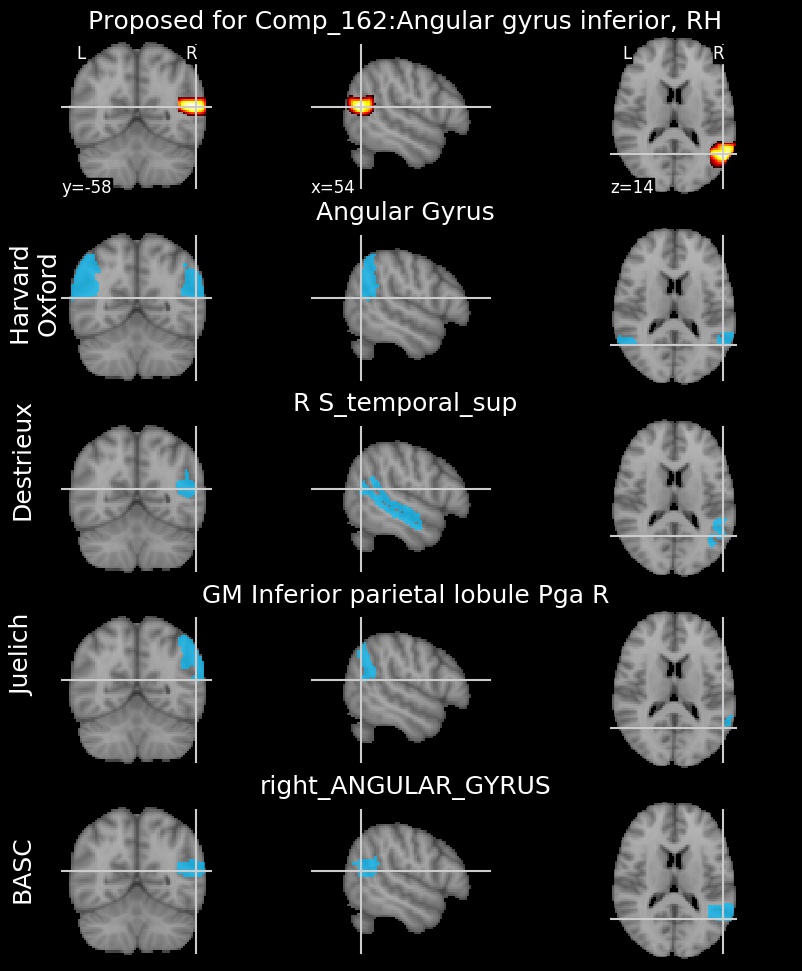 Proposed for Comp_162:Angular gyrus inferior, RH
L R L R
y=-58 x=54 z=14
Angular Gyrus
Harvard
Oxford
R S_temporal_sup
Destrieux
GM Inferior parietal lobule Pga R
Juelich
right_ANGULAR_GYRUS
BASC